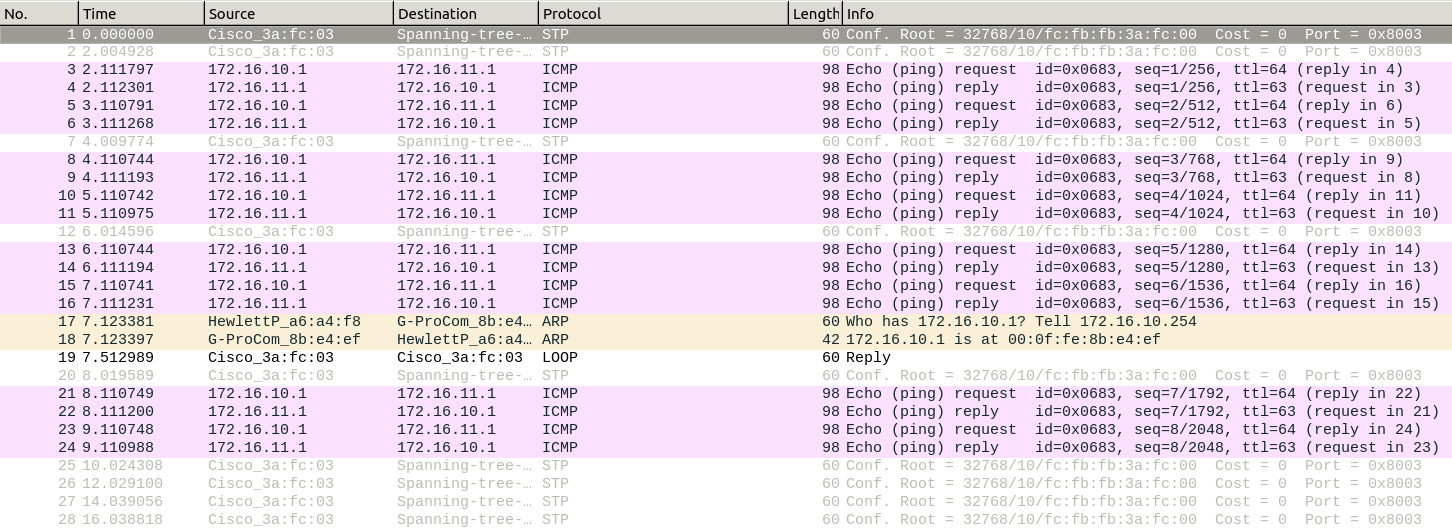 No. Time Source Destination Protocol Length Info
1 0.000000 Cisco_3a:fc:03 Spanning-tree-… STP 60 Conf. Root = 32768/10/fc:fb:fb:3a:fc:00 Cost = 0 Port = 0x8003
2 2.004928 Cisco_3a:fc:03 Spanning-tree-… STP 60 Conf. Root = 32768/10/fc:fb:fb:3a:fc:00 Cost = 0 Port = 0x8003
3 2.111797 172.16.10.1 172.16.11.1 ICMP 98 Echo (ping) request id=0x0683, seq=1/256, ttl=64 (reply in 4)
4 2.112301 172.16.11.1 172.16.10.1 ICMP 98 Echo (ping) reply id=0x0683, seq=1/256, ttl=63 (request in 3)
5 3.110791 172.16.10.1 172.16.11.1 ICMP 98 Echo (ping) request id=0x0683, seq=2/512, ttl=64 (reply in 6)
6 3.111268 172.16.11.1 172.16.10.1 ICMP 98 Echo (ping) reply id=0x0683, seq=2/512, ttl=63 (request in 5)
7 4.009774 Cisco_3a:fc:03 Spanning-tree-… STP 60 Conf. Root = 32768/10/fc:fb:fb:3a:fc:00 Cost = 0 Port = 0x8003
8 4.110744 172.16.10.1 172.16.11.1 ICMP 98 Echo (ping) request id=0x0683, seq=3/768, ttl=64 (reply in 9)
9 4.111193 172.16.11.1 172.16.10.1 ICMP 98 Echo (ping) reply id=0x0683, seq=3/768, ttl=63 (request in 8)
10 5.110742 172.16.10.1 172.16.11.1 ICMP 98 Echo (ping) request id=0x0683, seq=4/1024, ttl=64 (reply in 11)
11 5.110975 172.16.11.1 172.16.10.1 ICMP 98 Echo (ping) reply id=0x0683, seq=4/1024, ttl=63 (request in 10)
12 6.014596 Cisco_3a:fc:03 Spanning-tree-… STP 60 Conf. Root = 32768/10/fc:fb:fb:3a:fc:00 Cost = 0 Port = 0x8003
13 6.110744 172.16.10.1 172.16.11.1 ICMP 98 Echo (ping) request id=0x0683, seq=5/1280, ttl=64 (reply in 14)
14 6.111194 172.16.11.1 172.16.10.1 ICMP 98 Echo (ping) reply id=0x0683, seq=5/1280, ttl=63 (request in 13)
15 7.110741 172.16.10.1 172.16.11.1 ICMP 98 Echo (ping) request id=0x0683, seq=6/1536, ttl=64 (reply in 16)
16 7.111231 172.16.11.1 172.16.10.1 ICMP 98 Echo (ping) reply id=0x0683, seq=6/1536, ttl=63 (request in 15)
17 7.123381 HewlettP_a6:a4:f8 G-ProCom_8b:e4… ARP 60 Who has 172.16.10.1? Tell 172.16.10.254
18 7.123397 G-ProCom_8b:e4:ef HewlettP_a6:a4… ARP 42 172.16.10.1 is at 00:0f:fe:8b:e4:ef
19 7.512989 Cisco_3a:fc:03 Cisco_3a:fc:03 LOOP 60 Reply
20 8.019589 Cisco_3a:fc:03 Spanning-tree-… STP 60 Conf. Root = 32768/10/fc:fb:fb:3a:fc:00 Cost = 0 Port = 0x8003
21 8.110749 172.16.10.1 172.16.11.1 ICMP 98 Echo (ping) request id=0x0683, seq=7/1792, ttl=64 (reply in 22)
22 8.111200 172.16.11.1 172.16.10.1 ICMP 98 Echo (ping) reply id=0x0683, seq=7/1792, ttl=63 (request in 21)
23 9.110748 172.16.10.1 172.16.11.1 ICMP 98 Echo (ping) request id=0x0683, seq=8/2048, ttl=64 (reply in 24)
24 9.110988 172.16.11.1 172.16.10.1 ICMP 98 Echo (ping) reply id=0x0683, seq=8/2048, ttl=63 (request in 23)
25 10.024308 Cisco_3a:fc:03 Spanning-tree-… STP 60 Conf. Root = 32768/10/fc:fb:fb:3a:fc:00 Cost = 0 Port = 0x8003
26 12.029100 Cisco_3a:fc:03 Spanning-tree-… STP 60 Conf. Root = 32768/10/fc:fb:fb:3a:fc:00 Cost = 0 Port = 0x8003
27 14.039056 Cisco_3a:fc:03 Spanning-tree-… STP 60 Conf. Root = 32768/10/fc:fb:fb:3a:fc:00 Cost = 0 Port = 0x8003
28 16.038818 Cisco_3a:fc:03 Spanning-tree-… STP 60 Conf. Root = 32768/10/fc:fb:fb:3a:fc:00 Cost = 0 Port = 0x8003